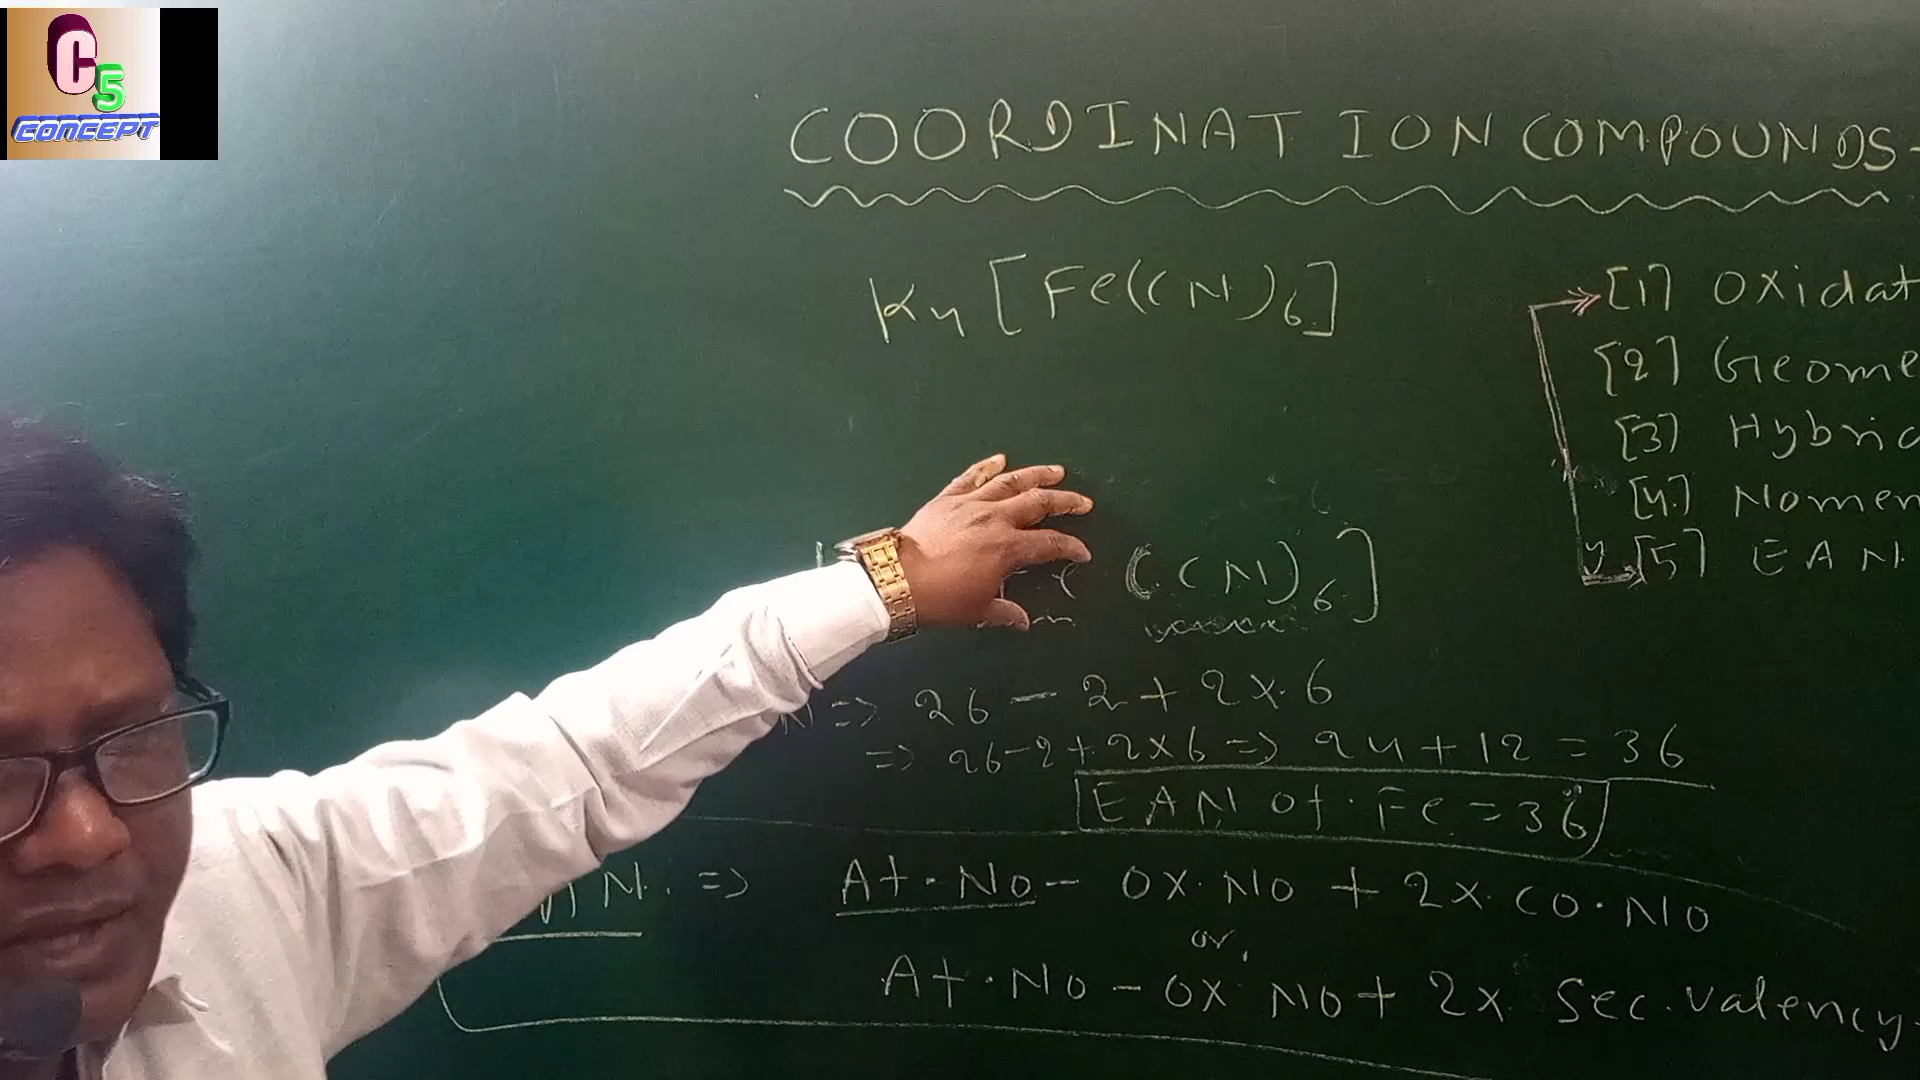 C5
CONCEPT
COORDINATION COMPOUNDS-
K4 [Fe(CN)6]
[1] Oxidat
[2] Geome
[3] Hybrid
[4] Nomen
[5] EAN.
(CN)6]
=> 26 - 2 + 2x6
=> 26-2+2x6 => 24+12 = 36
EAN of Fe = 36
=> At. No - OX. NO + 2x. CO. NO
or
At. No - OX NO + 2x Sec. valency-